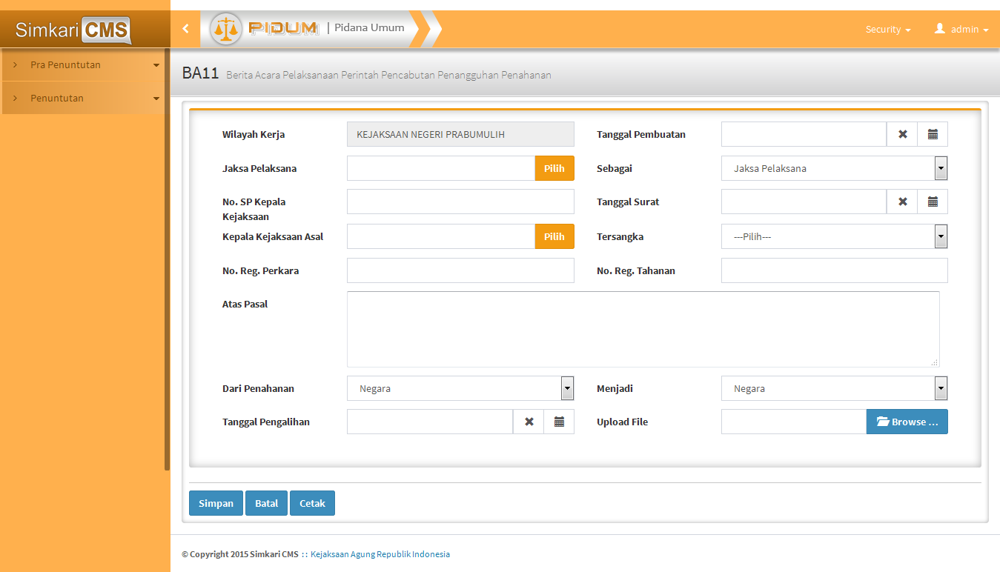 Simkari CMS
PIDUM | Pidana Umum
Security
admin
Pra Penuntutan
Penuntutan
BA11 Berita Acara Pelaksanaan Perintah Pencabutan Penangguhan Penahanan
Wilayah Kerja
KEJAKSAAN NEGERI PRABUMULIH
Tanggal Pembuatan
Jaksa Pelaksana
Pilih
Sebagai
Jaksa Pelaksana
No. SP Kepala
Kejaksaan
Tanggal Surat
Kepala Kejaksaan Asal
Pilih
Tersangka
---Pilih---
No. Reg. Perkara
No. Reg. Tahanan
Atas Pasal
Dari Penahanan
Negara
Menjadi
Negara
Tanggal Pengalihan
Upload File
Browse ...
Simpan
Batal
Cetak
© Copyright 2015 Simkari CMS :: Kejaksaan Agung Republik Indonesia